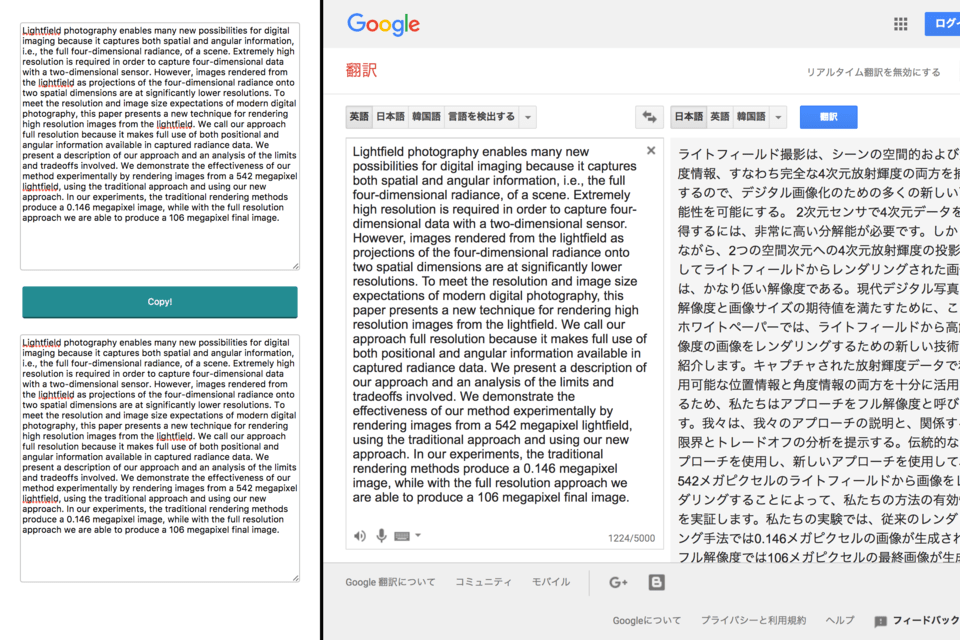 Lightfield photography enables many new possibilities for digital
imaging because it captures both spatial and angular information,
i.e., the full four-dimensional radiance, of a scene. Extremely high
resolution is required in order to capture four-dimensional data
with a two-dimensional sensor. However, images rendered from
the lightfield as projections of the four-dimensional radiance onto
two spatial dimensions are at significantly lower resolutions. To
meet the resolution and image size expectations of modern digital
photography, this paper presents a new technique for rendering
high resolution images from the lightfield. We call our approach
full resolution because it makes full use of both positional and
angular information available in captured radiance data. We
present a description of our approach and an analysis of the limits
and tradeoffs involved. We demonstrate the effectiveness of our
method experimentally by rendering images from a 542 megapixel
lightfield, using the traditional approach and using our new
approach. In our experiments, the traditional rendering methods
produce a 0.146 megapixel image, while with the full resolution
approach we are able to produce a 106 megapixel final image.
Copy!
Lightfield photography enables many new possibilities for digital
imaging because it captures both spatial and angular information,
i.e., the full four-dimensional radiance, of a scene. Extremely high
resolution is required in order to capture four-dimensional data
with a two-dimensional sensor. However, images rendered from
the lightfield as projections of the four-dimensional radiance onto
two spatial dimensions are at significantly lower resolutions. To
meet the resolution and image size expectations of modern digital
photography, this paper presents a new technique for rendering
high resolution images from the lightfield. We call our approach
full resolution because it makes full use of both positional and
angular information available in captured radiance data. We
present a description of our approach and an analysis of the limits
and tradeoffs involved. We demonstrate the effectiveness of our
method experimentally by rendering images from a 542 megapixel
lightfield, using the traditional approach and using our new
approach. In our experiments, the traditional rendering methods
produce a 0.146 megapixel image, while with the full resolution
approach we are able to produce a 106 megapixel final image.
Google
ログイ
翻訳
リアルタイム翻訳を無効にする
英語 日本語 韓国語 言語を検出する
日本語 英語 韓国語 翻訳
Lightfield photography enables many new
possibilities for digital imaging because it captures
both spatial and angular information, i.e., the full
four-dimensional radiance, of a scene. Extremely
high resolution is required in order to capture four-
dimensional data with a two-dimensional sensor.
However, images rendered from the lightfield as
projections of the four-dimensional radiance onto
two spatial dimensions are at significantly lower
resolutions. To meet the resolution and image size
expectations of modern digital photography, this
paper presents a new technique for rendering high
resolution images from the lightfield. We call our
approach full resolution because it makes full use of
both positional and angular information available in
captured radiance data. We present a description of
our approach and an analysis of the limits and
tradeoffs involved. We demonstrate the
effectiveness of our method experimentally by
rendering images from a 542 megapixel lightfield,
using the traditional approach and using our new
approach. In our experiments, the traditional
rendering methods produce a 0.146 megapixel
image, while with the full resolution approach we
are able to produce a 106 megapixel final image.
1224/5000
ライトフィールド撮影は、シーンの空間的および
度情報、すなわち完全な4次元放射輝度の両方を捕
するので、デジタル画像化のための多くの新しい
能性を可能にする。 2次元センサで4次元データを
得するには、非常に高い分解能が必要です。しか
ながら、2つの空間次元への4次元放射輝度の投影
してライトフィールドからレンダリングされた画
は、かなり低い解像度である。現代デジタル写真
解像度と画像サイズの期待値を満たすために、こ
ホワイトペーパーでは、ライトフィールドから高解
像度の画像をレンダリングするための新しい技術
紹介します。キャプチャされた放射輝度データで利
用可能な位置情報と角度情報の両方を十分に活用
るため、私たちはアプローチをフル解像度と呼び
す。我々は、我々のアプローチの説明と、関係す
限界とトレードオフの分析を提示する。伝統的な
プローチを使用し、新しいアプローチを使用して、
542メガピクセルのライトフィールドから画像をレ
ダリングすることによって、私たちの方法の有効
を実証します。私たちの実験では、従来のレンダ
ング手法では0.146メガピクセルの画像が生成され
フル解像度では106メガピクセルの最終画像が生成
Google 翻訳について コミュニティ モバイル G+ B
Googleについて プライバシーと利用規約 ヘルプ フィードバック